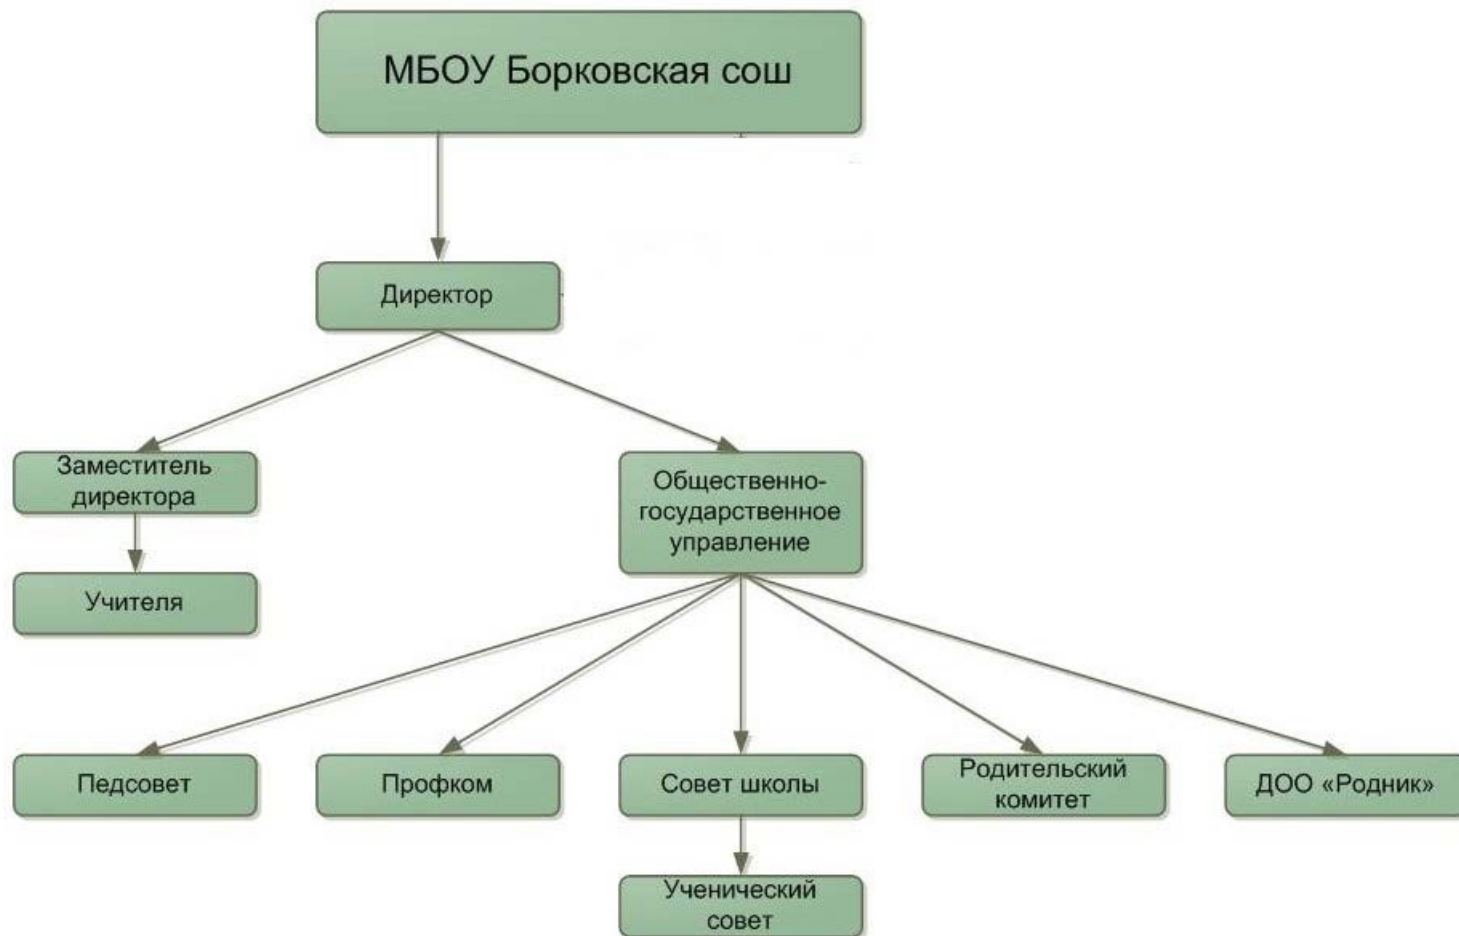 МБОУ Борковская сош
Директор
Заместитель
директора
Общественно-
государственное
управление
Учителя
Педсовет
Профком
Совет школы
Родительский
комитет
ДОО «Родник»
Ученический
совет